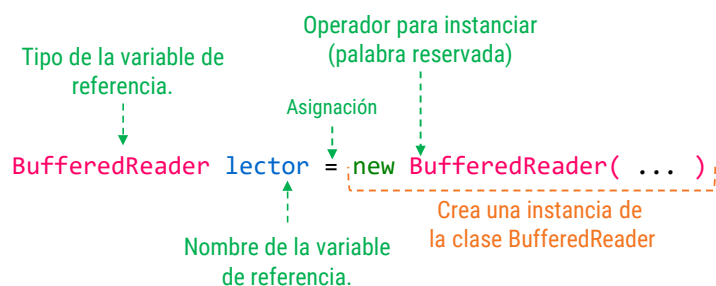 Operador para instanciar
(palabra reservada)
Tipo de la variable de
referencia.
Asignación
BufferedReader lector = new BufferedReader( ... )
Crea una instancia de
la clase BufferedReader
Nombre de la variable
de referencia.